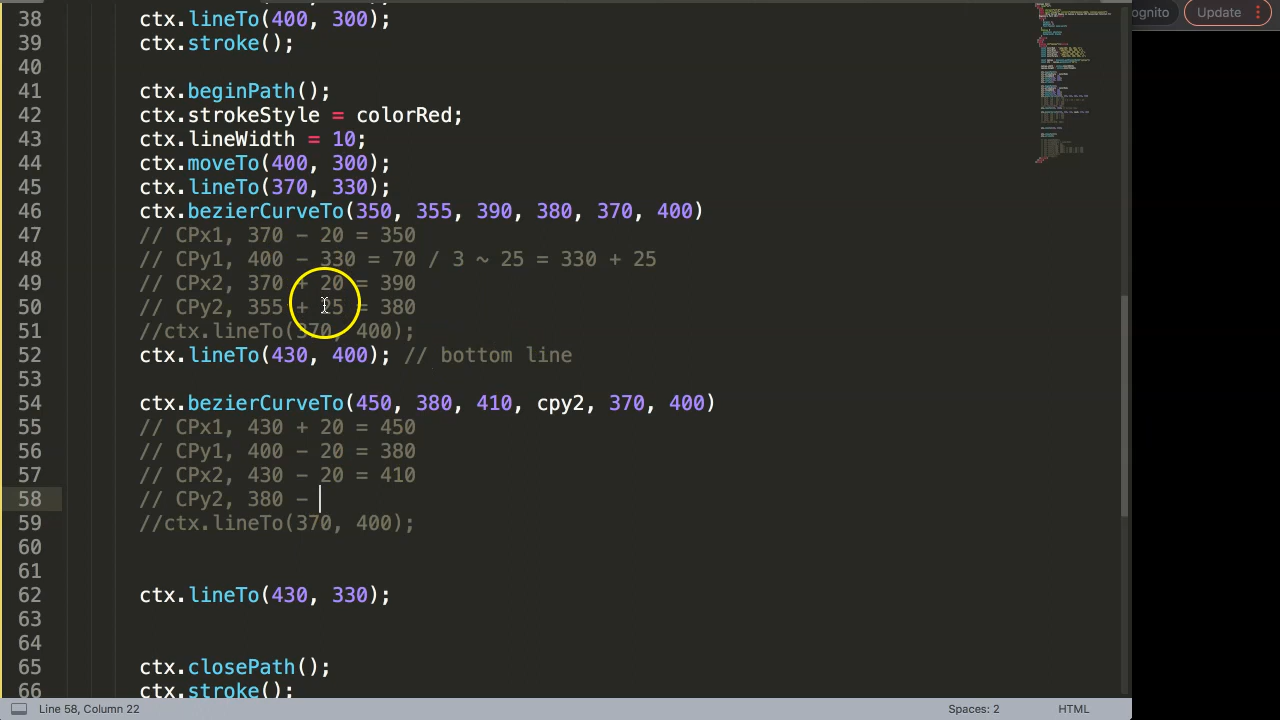 38 ctx.lineTo(400, 300);
39 ctx.stroke();
40
41 ctx.beginPath();
42 ctx.strokeStyle = colorRed;
43 ctx.lineWidth = 10;
44 ctx.moveTo(400, 300);
45 ctx.lineTo(370, 330);
46 ctx.bezierCurveTo(350, 355, 390, 380, 370, 400)
47 // CPx1, 370 - 20 = 350
48 // CPy1, 400 - 330 = 70 / 3 ~ 25 = 330 + 25
49 // CPx2, 370 + 20 = 390
50 // CPy2, 355 + 25 = 380
51 //ctx.lineTo(370, 400);
52 ctx.lineTo(430, 400); // bottom line
53
54 ctx.bezierCurveTo(450, 380, 410, cpy2, 370, 400)
55 // CPx1, 430 + 20 = 450
56 // CPy1, 400 - 20 = 380
57 // CPx2, 430 - 20 = 410
58 // CPy2, 380 -
59 //ctx.lineTo(370, 400);
60
61
62 ctx.lineTo(430, 330);
63
64
65 ctx.closePath();
66 ctx.stroke();
Line 58, Column 22 Spaces: 2 HTML
Update